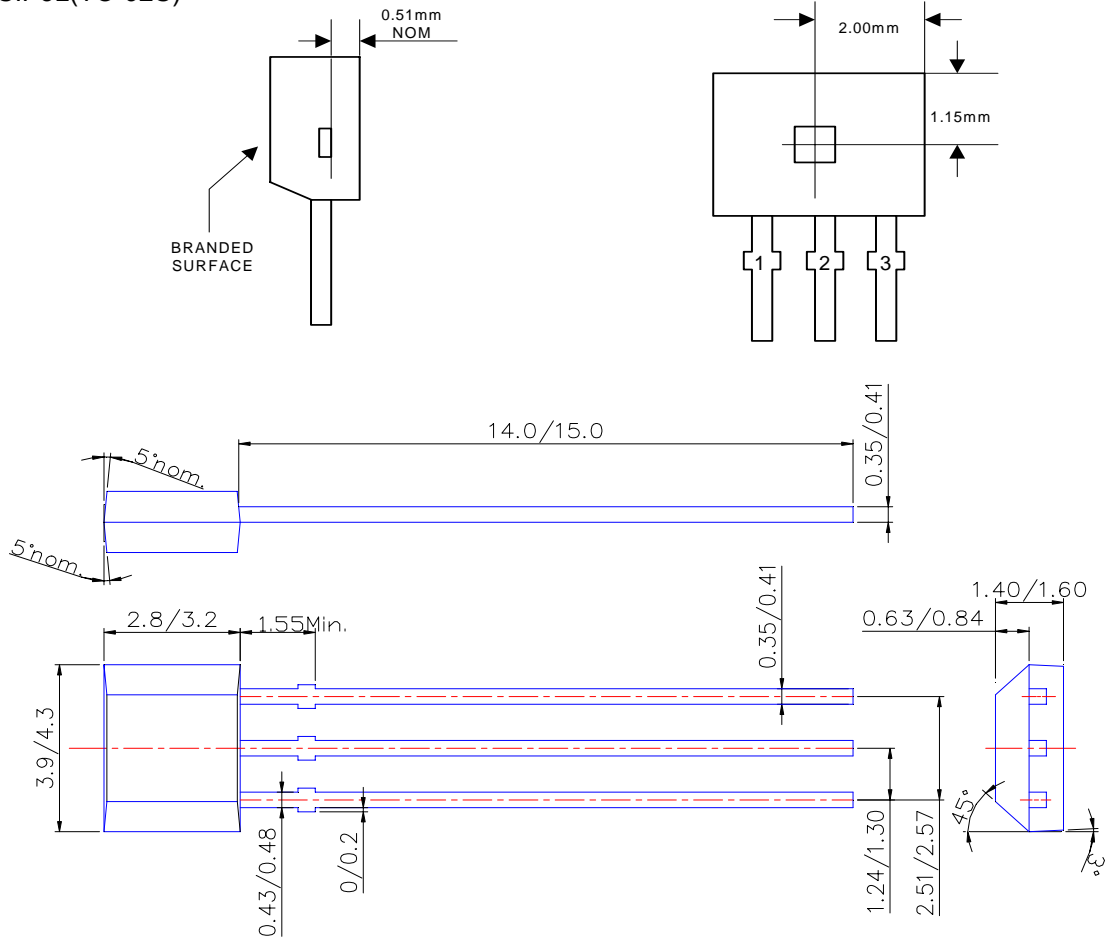 0.51mm
NOM
2.00mm
1.15mm
BRANDED
SURFACE
1
2
3
14.0/15.0
0.35/0.41
5°nom.
5°nom.
2.8/3.2
1.55Min.
0.35/0.41
1.40/1.60
0.63/0.84
3.9/4.3
0.43/0.48
0/0.2
1.24/1.30
2.51/2.57
45°
3°